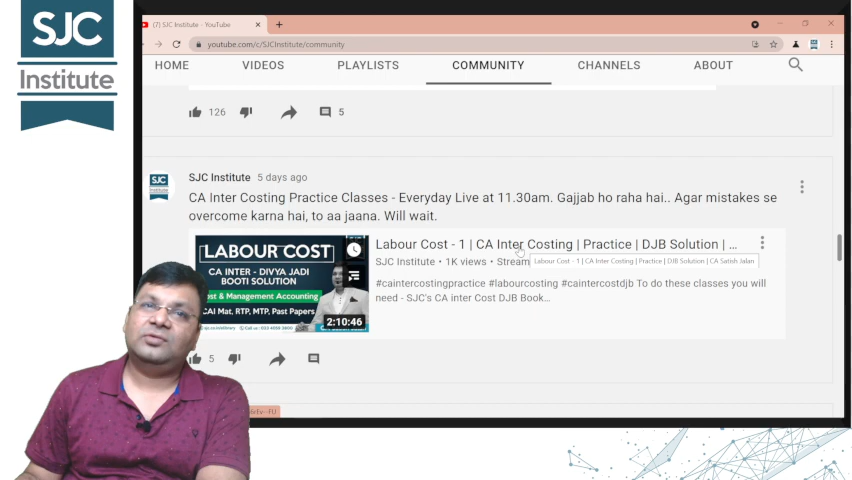 SJC
Institute
(7) SJC Institute - YouTube
youtube.com/c/SJCInstitute/community
HOME VIDEOS PLAYLISTS COMMUNITY CHANNELS ABOUT
126 5
SJC Institute 5 days ago
CA Inter Costing Practice Classes - Everyday Live at 11.30am. Gajjab ho raha hai.. Agar mistakes se
overcome karna hai, to aa jaana. Will wait.
LABOUR COST
CA INTER - DIVYA JADI
BOOTI SOLUTION
st & Management Accounting
CAI Mat, RTP, MTP, Past Papers
2:10:46
Labour Cost - 1 | CA Inter Costing | Practice | DJB Solution | ...
SJC Institute • 1K views • Stream
Labour Cost - 1 | CA Inter Costing | Practice | DJB Solution | CA Satish Jalan
#caintercostingpractice #labourcosting #caintercostdjb To do these classes you will
need - SJC's CA inter Cost DJB Book...
5